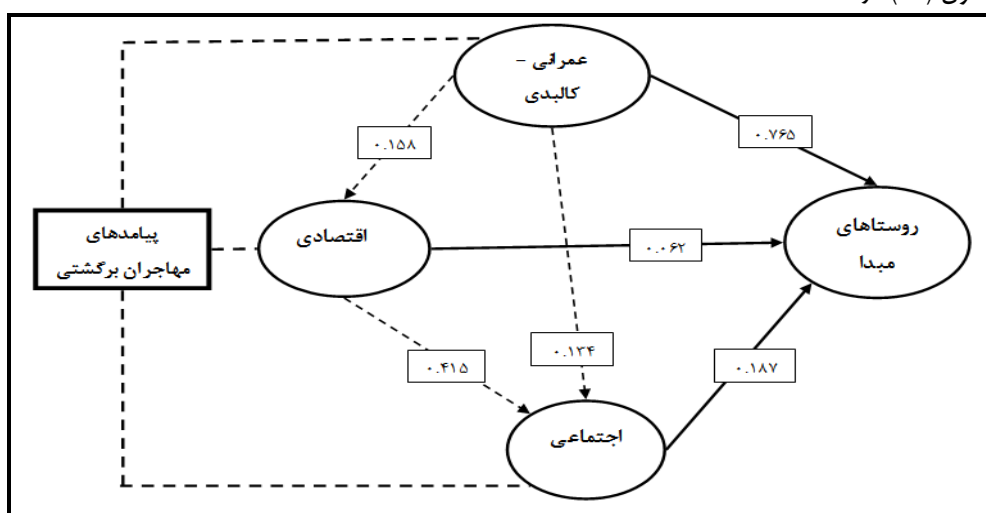 عمرانی –
کالبدی
۰.۷۶۵
۰.۱۵۸
روستاهای
مبدا
اقتصادی
پیامدهای
مهاجران برگشتی
۰.۰۶۲
۰.۱۳۴
۰.۴۱۵
۰.۱۸۷
اجتماعی